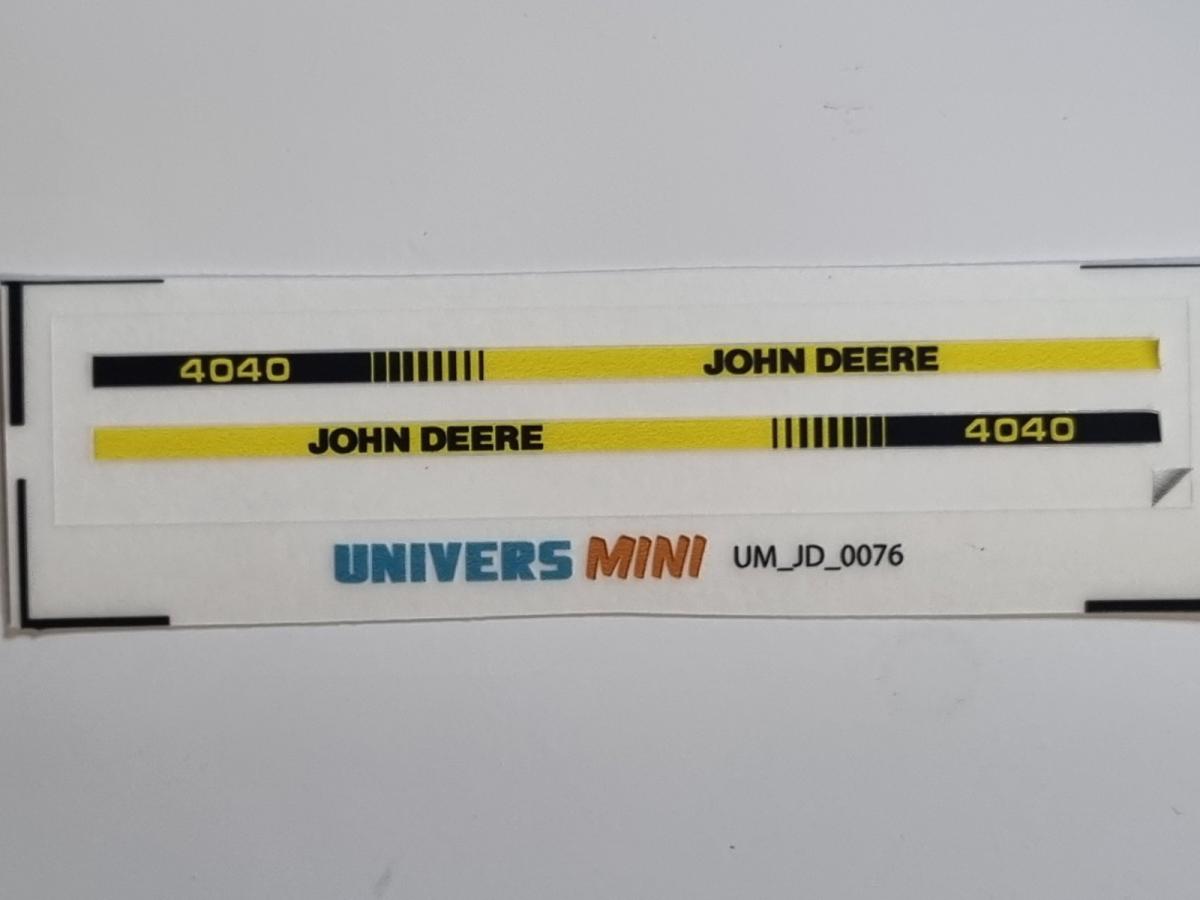 4040 JOHN DEERE
JOHN DEERE 4040
UNIVERS MINI UM_JD_0076